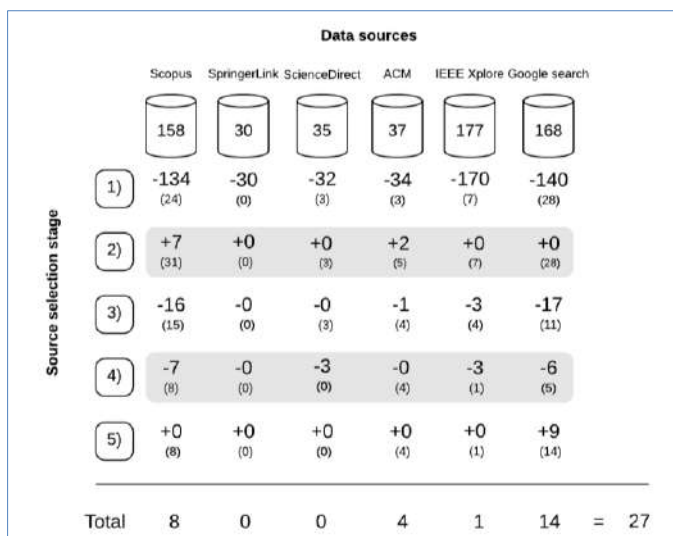 Data sources
Scopus SpringerLink ScienceDirect ACM IEEE Xplore Google search
158 30 35 37 177 168
Source selection stage
1) -134 -30 -32 -34 -170 -140
(24) (0) (3) (3) (7) (28)
2) +7 +0 +0 +2 +0 +0
(31) (0) (3) (5) (7) (28)
3) -16 -0 -0 -1 -3 -17
(15) (0) (3) (4) (4) (11)
4) -7 -0 -3 -0 -3 -6
(8) (0) (0) (4) (1) (5)
5) +0 +0 +0 +0 +0 +9
(8) (0) (0) (4) (1) (14)
Total 8 0 0 4 1 14 = 27